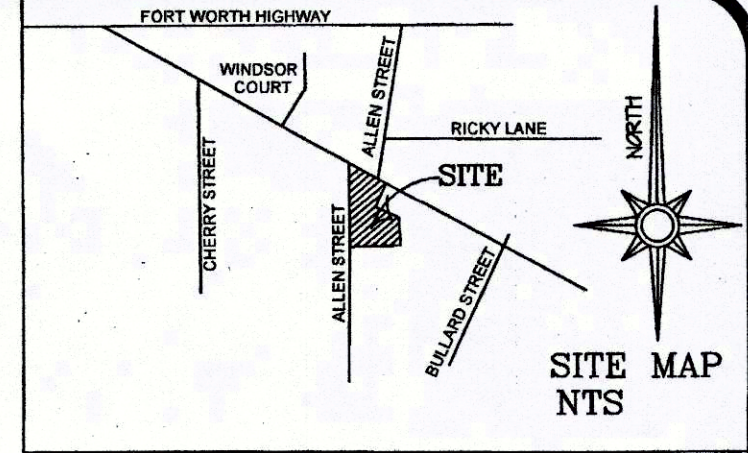 FORT WORTH HIGHWAY
WINDSOR
COURT
ALLEN STREET
RICKY LANE
NORTH
CHERRY STREET
SITE
ALLEN STREET
BULLARD STREET
SITE MAP
NTS